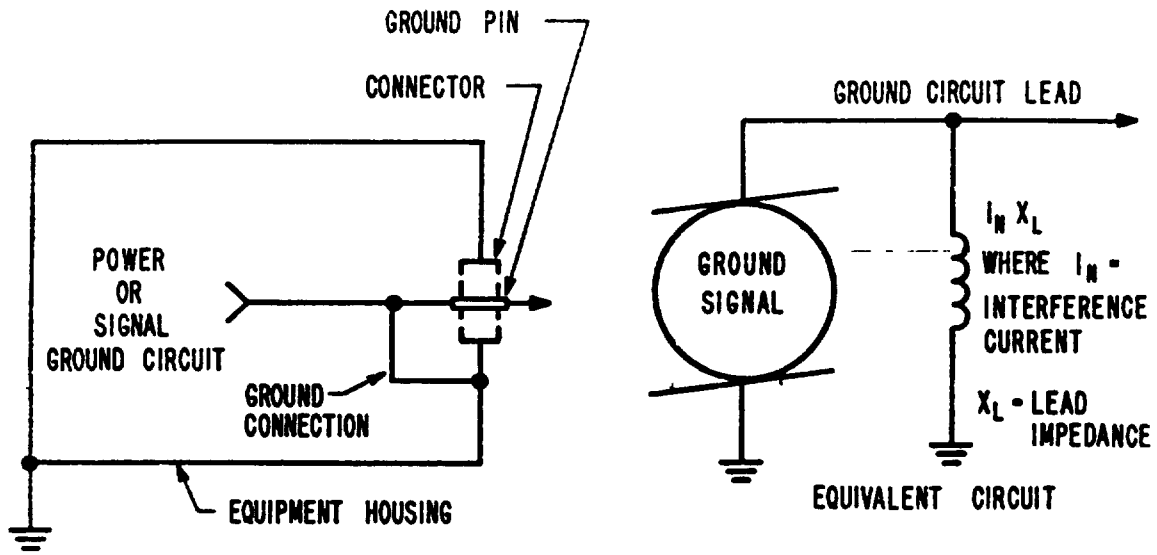 GROUND PIN
CONNECTOR
POWER
OR
SIGNAL
GROUND CIRCUIT
GROUND
CONNECTION
EQUIPMENT HOUSING
GROUND CIRCUIT LEAD
GROUND
SIGNAL
I_N X_L
WHERE I_N -
INTERFERENCE
CURRENT
X_L - LEAD
IMPEDANCE
EQUIVALENT CIRCUIT